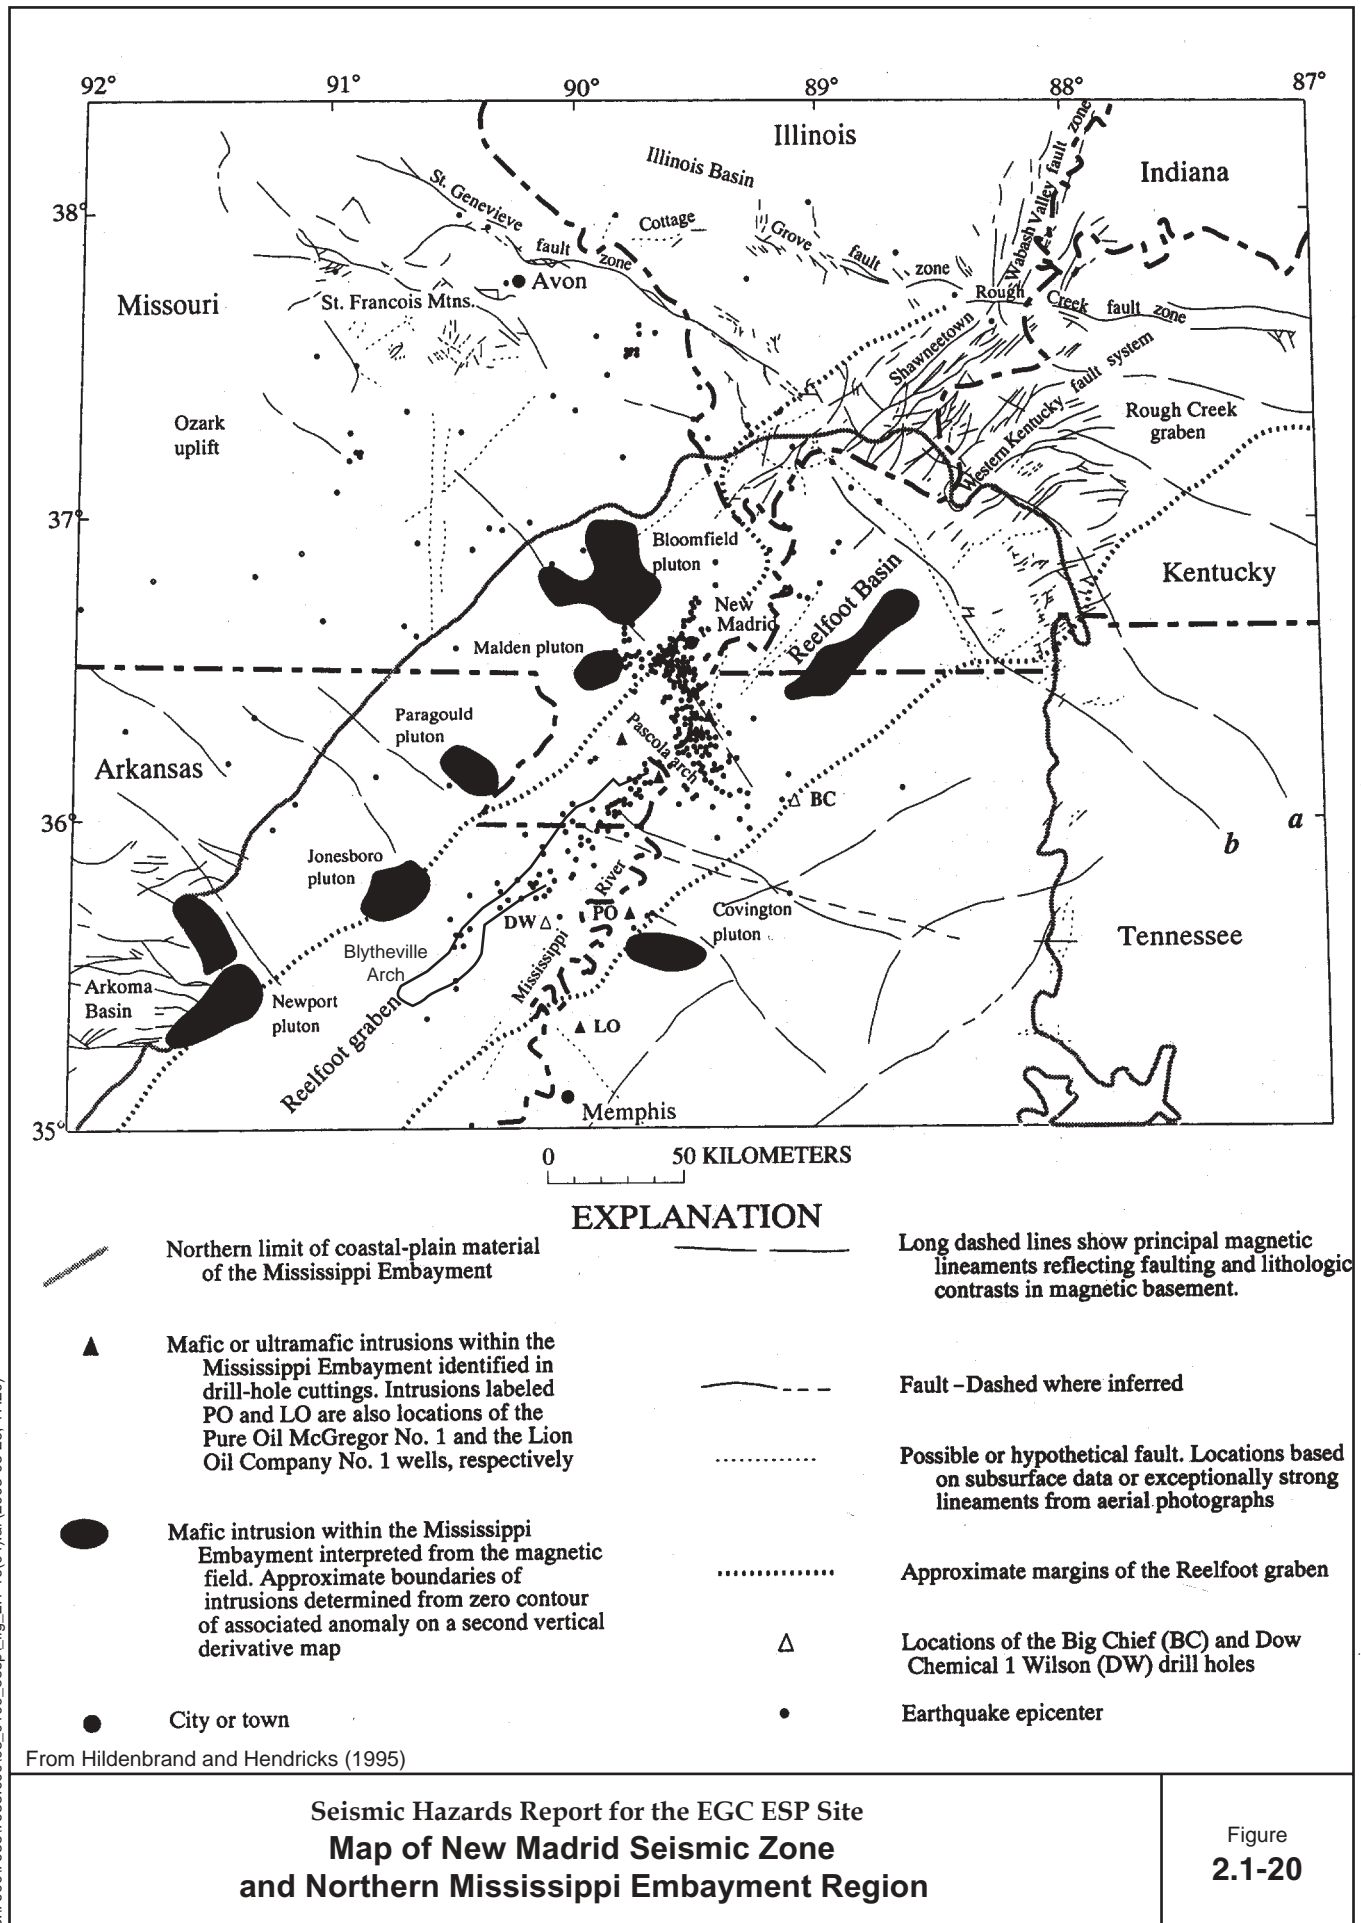 92°
91°
90°
89°
88°
87°
Illinois
Illinois Basin
Indiana
Wabash Valley fault zone
38°
St. Genevieve
fault
zone
Cottage
Grove
fault
zone
Avon
Missouri
St. Francois Mtns.
Rough
Creek fault zone
Shawneetown
Western Kentucky fault system
Rough Creek
graben
Ozark
uplift
37°
Bloomfield
pluton
Kentucky
Reelfoot Basin
New
Madrid
Malden pluton
Paragould
pluton
Pascola arch
Arkansas
BC
36°
a
b
Jonesboro
pluton
River
PO
DW
Covington
pluton
Tennessee
Blytheville
Arch
Mississippi
Arkoma
Basin
Newport
pluton
LO
Reelfoot graben
Memphis
35°
0 50 KILOMETERS
EXPLANATION
Northern limit of coastal-plain material
of the Mississippi Embayment
Mafic or ultramafic intrusions within the
Mississippi Embayment identified in
drill-hole cuttings. Intrusions labeled
PO and LO are also locations of the
Pure Oil McGregor No. 1 and the Lion
Oil Company No. 1 wells, respectively
Mafic intrusion within the Mississippi
Embayment interpreted from the magnetic
field. Approximate boundaries of
intrusions determined from zero contour
of associated anomaly on a second vertical
derivative map
City or town
Long dashed lines show principal magnetic
lineaments reflecting faulting and lithologic
contrasts in magnetic basement.
Fault – Dashed where inferred
Possible or hypothetical fault. Locations based
on subsurface data or exceptionally strong
lineaments from aerial photographs
Approximate margins of the Reelfoot graben
Locations of the Big Chief (BC) and Dow
Chemical 1 Wilson (DW) drill holes
Earthquake epicenter
From Hildenbrand and Hendricks (1995)
Seismic Hazards Report for the EGC ESP Site
Map of New Madrid Seismic Zone
and Northern Mississippi Embayment Region
Figure
2.1-20